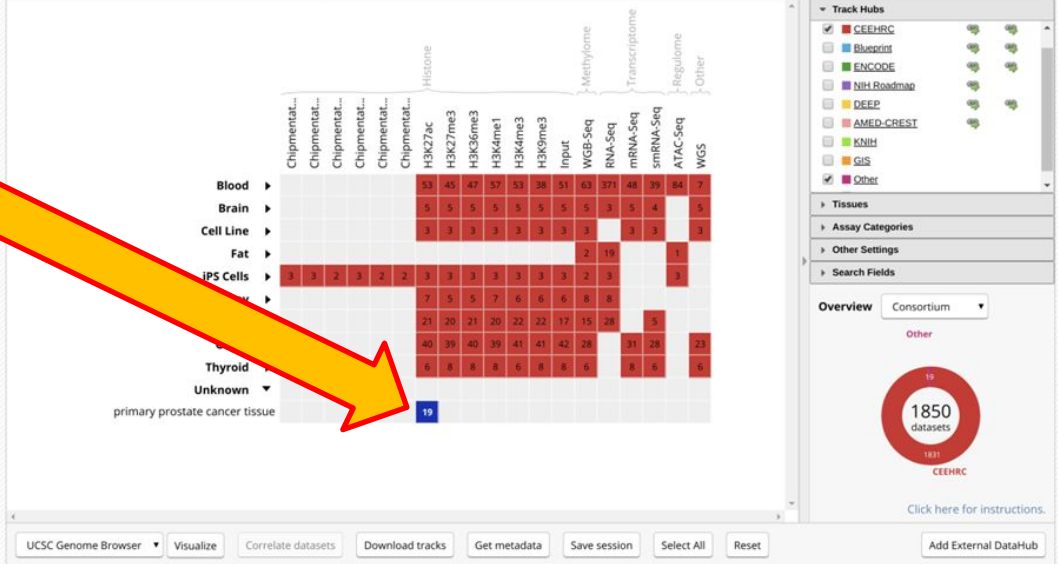 Histone
Methylome
Transcriptome
Regulome
Other
Chipmentat...
Chipmentat...
Chipmentat...
Chipmentat...
Chipmentat...
Chipmentat...
H3K27ac
H3K27me3
H3K36me3
H3K4me1
H3K4me3
H3K9me3
Input
WGB-Seq
RNA-Seq
mRNA-Seq
smRNA-Seq
ATAC-Seq
WGS
Blood 53 45 47 57 53 38 51 63 371 48 39 84 7
Brain 5 5 5 5 5 5 5 5 3 5 4 5
Cell Line 3 3 3 3 3 3 3 3 3 3 3
Fat 2 19 1
iPS Cells 3 3 2 3 2 2 3 3 3 3 3 3 3 2 3 3
7 5 5 7 6 6 6 8 8
21 20 21 20 22 22 17 15 28 5
40 39 40 39 41 41 42 28 31 28 23
Thyroid 6 8 8 8 6 8 8 6 8 6 6
Unknown
primary prostate cancer tissue 19
Track Hubs
CEEHRC
Blueprint
ENCODE
NIH Roadmap
DEEP
AMED-CREST
KNIH
GIS
Other
Tissues
Assay Categories
Other Settings
Search Fields
Overview Consortium
Other
19
1850
datasets
1831
CEEHRC
Click here for instructions.
UCSC Genome Browser Visualize Correlate datasets Download tracks Get metadata Save session Select All Reset Add External DataHub